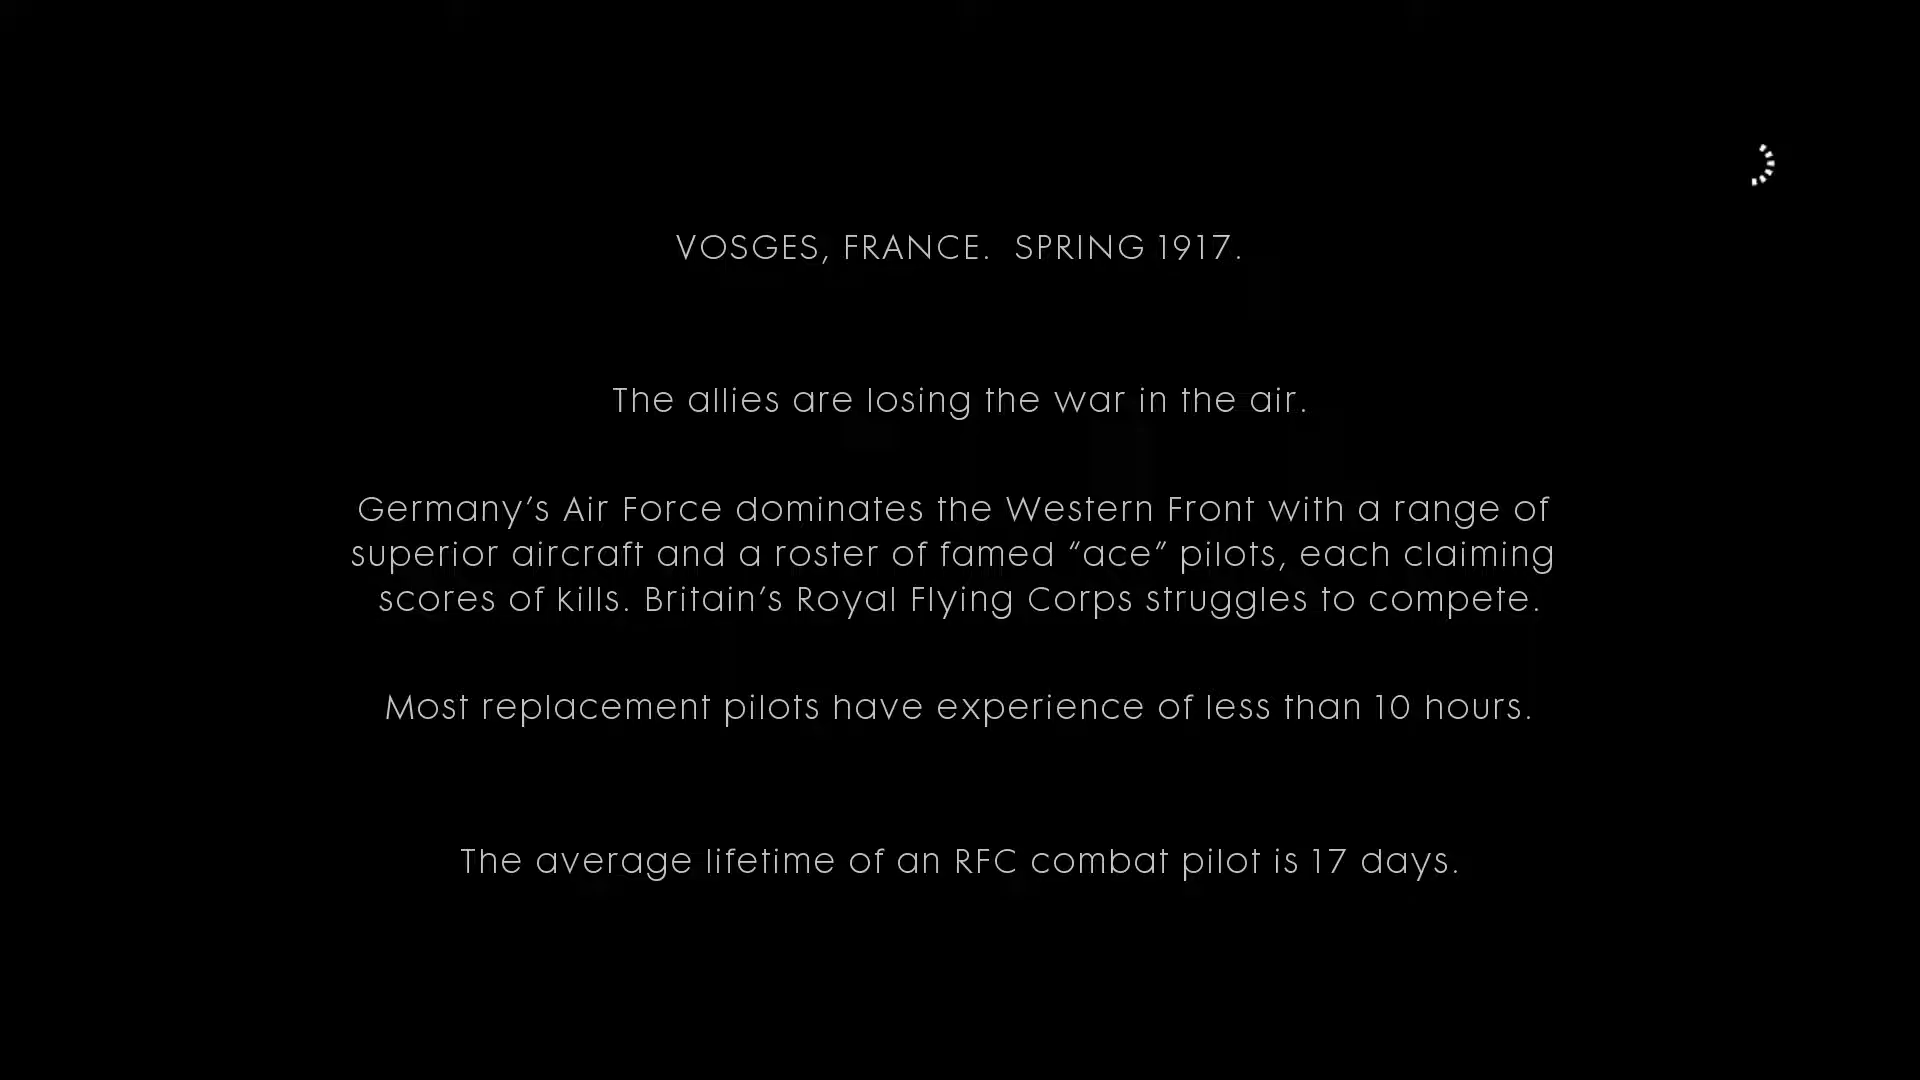 VOSGES, FRANCE.  SPRING 1917.
The allies are losing the war in the air.
Germany’s Air Force dominates the Western Front with a range of
superior aircraft and a roster of famed “ace” pilots, each claiming
scores of kills. Britain’s Royal Flying Corps struggles to compete.
Most replacement pilots have experience of less than 10 hours.
The average lifetime of an RFC combat pilot is 17 days.